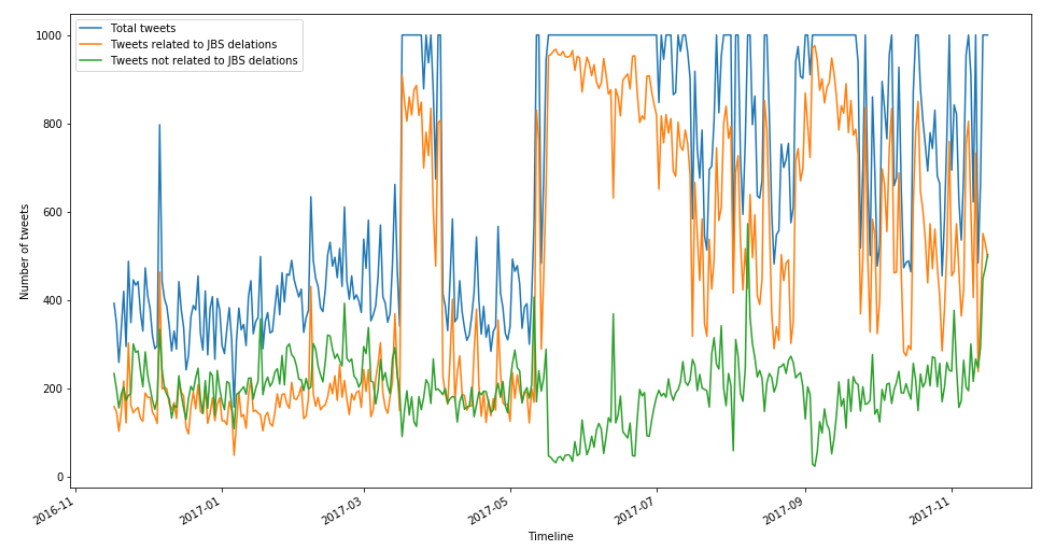 Total tweets
Tweets related to JBS delations
Tweets not related to JBS delations
1000
800
600
400
200
0
Number of tweets
2016-11
2017-01
2017-03
2017-05
2017-07
2017-09
2017-11
Timeline